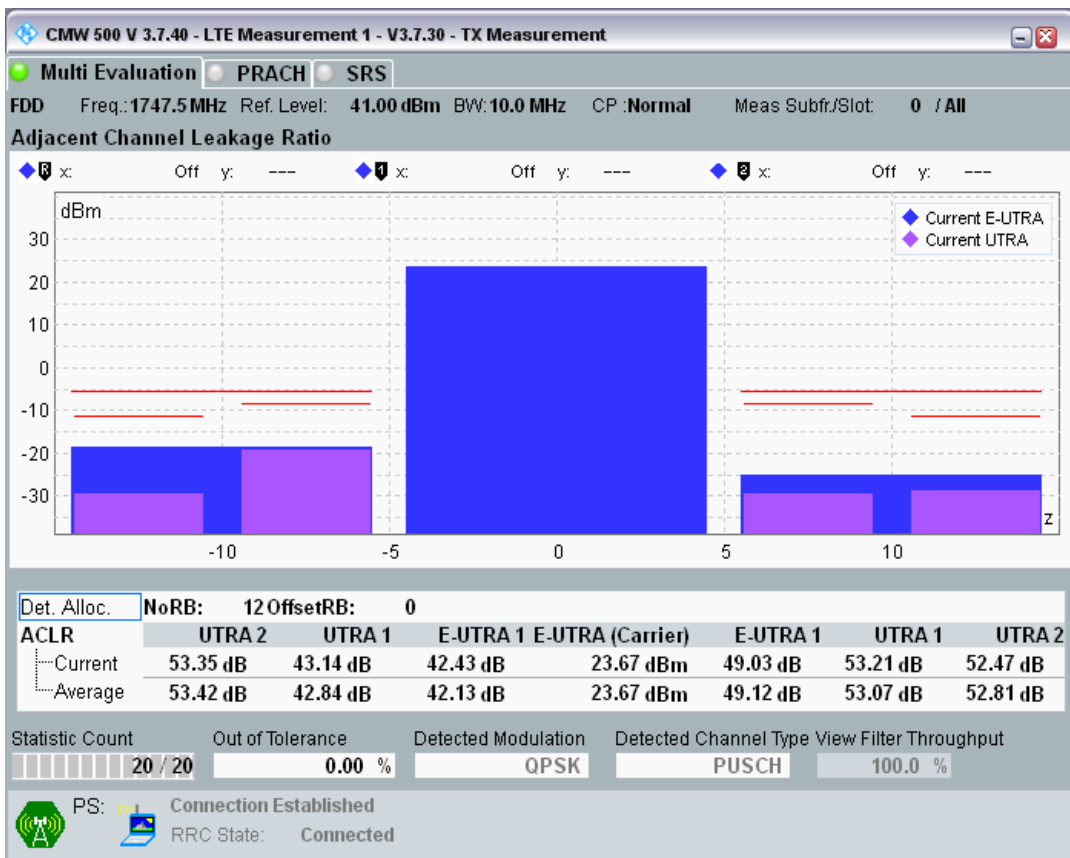 CMW 500 V 3.7.40 - LTE Measurement 1 - V3.7.30 - TX Measurement
Multi Evaluation PRACH SRS
FDD Freq.:1747.5 MHz Ref. Level: 41.00 dBm BW:10.0 MHz CP :Normal Meas Subfr./Slot: 0 / All
Adjacent Channel Leakage Ratio
R x: Off y: --- 1 x: Off y: --- 2 x: Off y: ---
dBm
Current E-UTRA
Current UTRA
30
20
10
0
-10
-20
-30
z
-10 -5 0 5 10
Det. Alloc. NoRB: 12 OffsetRB: 0
ACLR UTRA 2 UTRA 1 E-UTRA 1 E-UTRA (Carrier) E-UTRA 1 UTRA 1 UTRA 2
Current 53.35 dB 43.14 dB 42.43 dB 23.67 dBm 49.03 dB 53.21 dB 52.47 dB
Average 53.42 dB 42.84 dB 42.13 dB 23.67 dBm 49.12 dB 53.07 dB 52.81 dB
Statistic Count Out of Tolerance Detected Modulation Detected Channel Type View Filter Throughput
20 / 20 0.00 % QPSK PUSCH 100.0 %
PS: Connection Established
RRC State: Connected